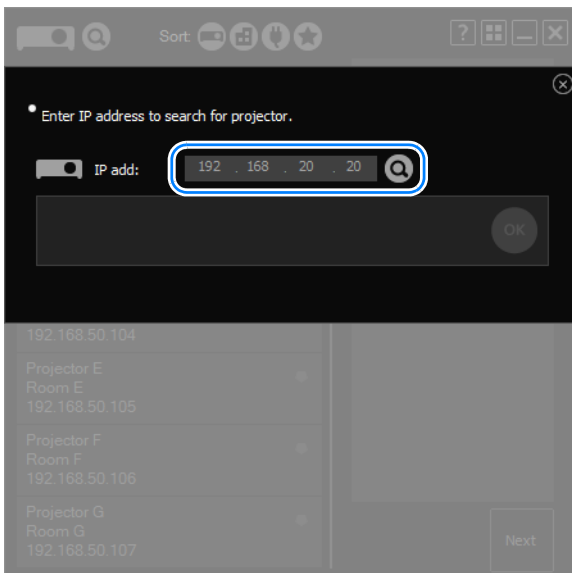 Sort:
?
Enter IP address to search for projector.
IP add: 192 . 168 . 20 . 20
OK
192.168.50.104
Projector E
Room E
192.168.50.105
Projector F
Room F
192.168.50.106
Projector G
Room G
192.168.50.107
Next